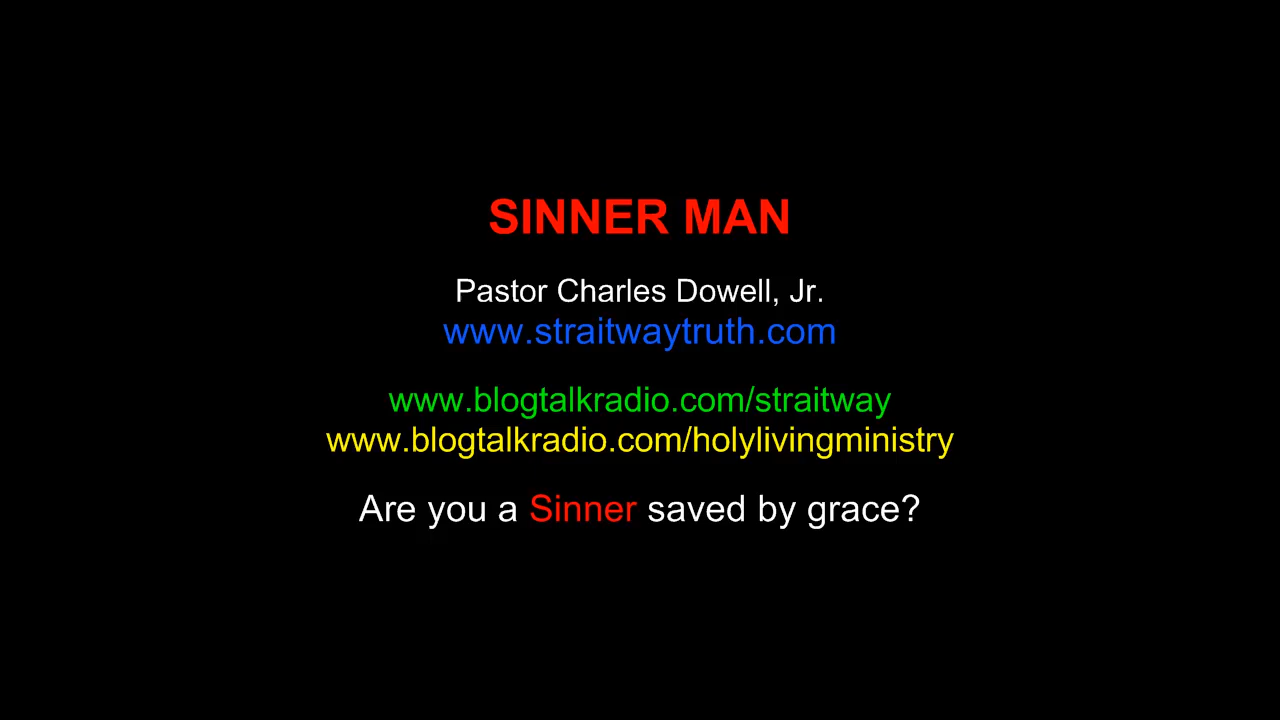 SINNER MAN
Pastor Charles Dowell, Jr.
www.straitwaytruth.com
www.blogtalkradio.com/straitway
www.blogtalkradio.com/holylivingministry
Are you a Sinner saved by grace?